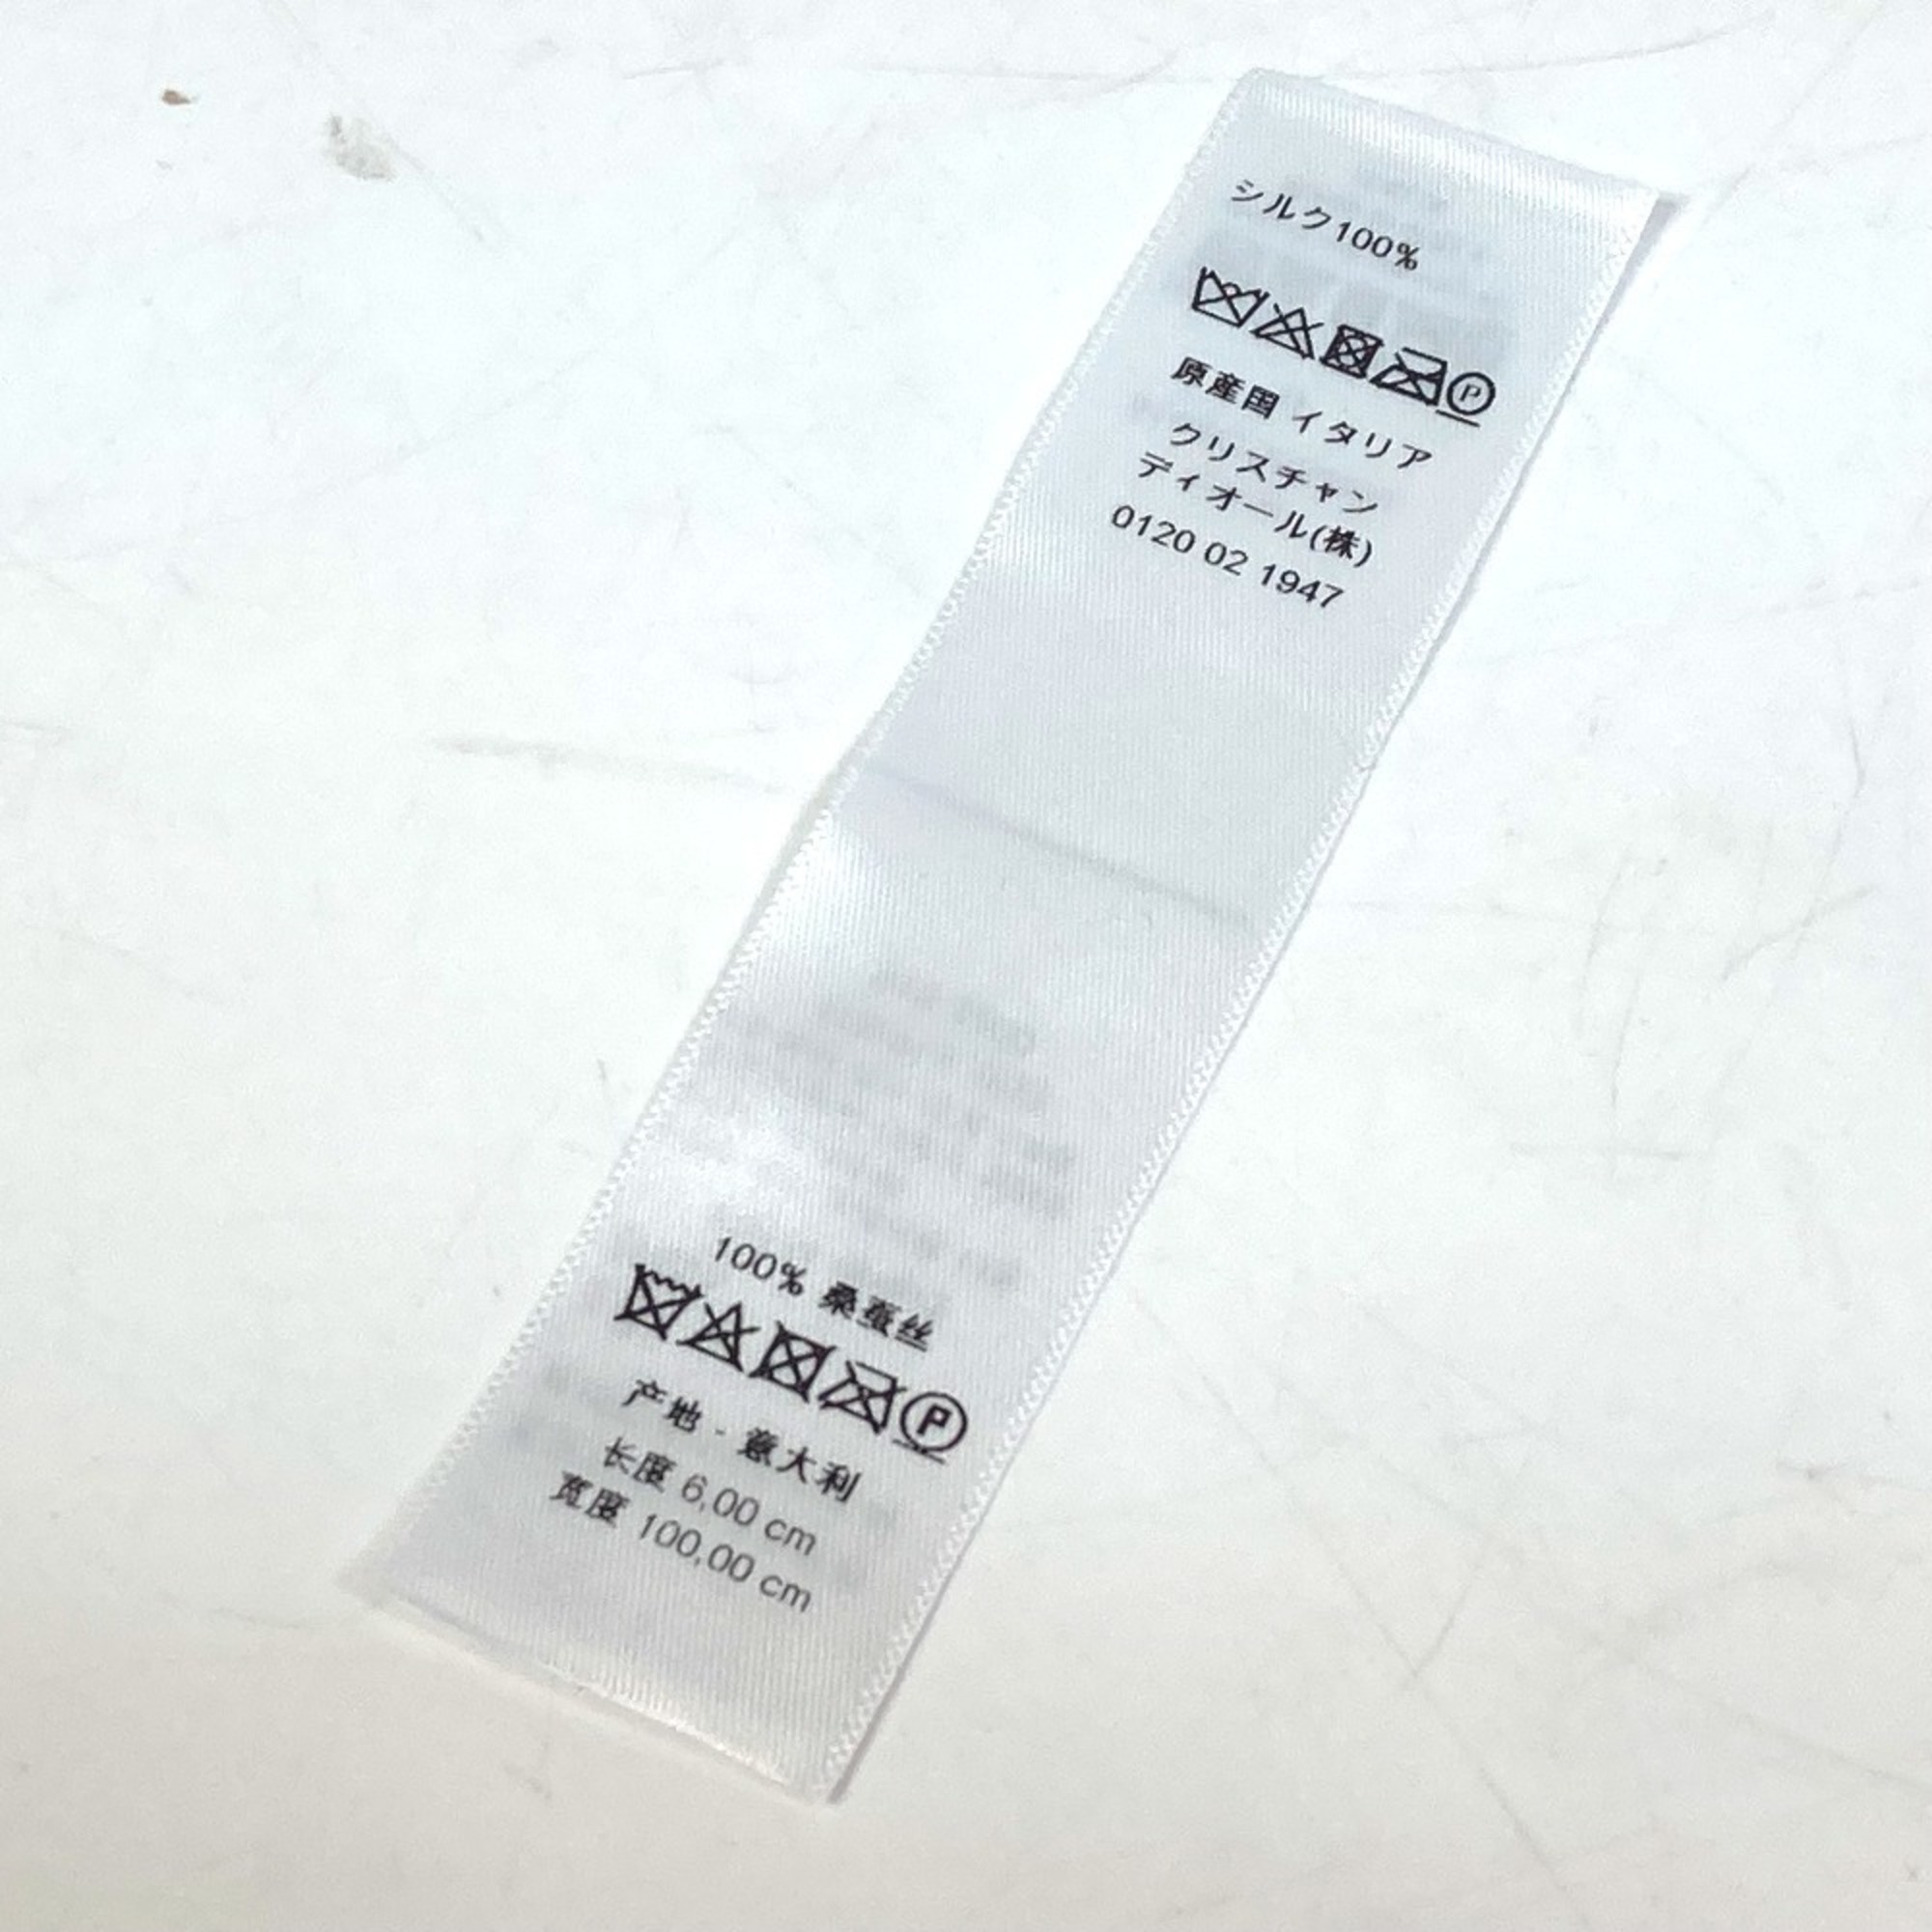 シルク100%
P
原産国 イタリア
クリスチャン
ディオール(株)
0120 02 1947
100% 桑蚕丝
P
产地 · 意大利
长度 6,00 cm
宽度 100,00 cm